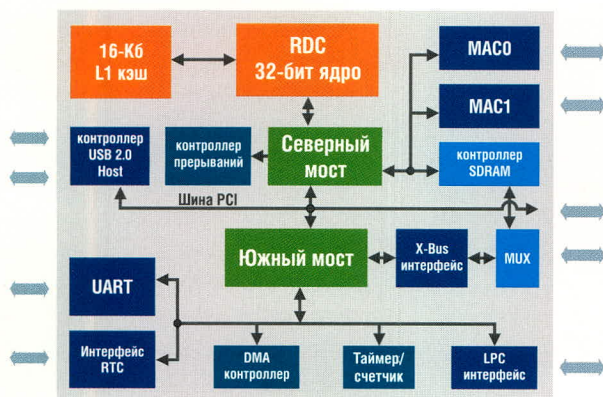 16-Кб
L1 кэш
RDC
32-бит ядро
MAC0
MAC1
контроллер
USB 2.0
Host
контроллер
прерываний
Северный
мост
контроллер
SDRAM
Шина PCI
Южный мост
X-Bus
интерфейс
MUX
UART
Интерфейс
RTC
DMA
контроллер
Таймер/
счетчик
LPC
интерфейс